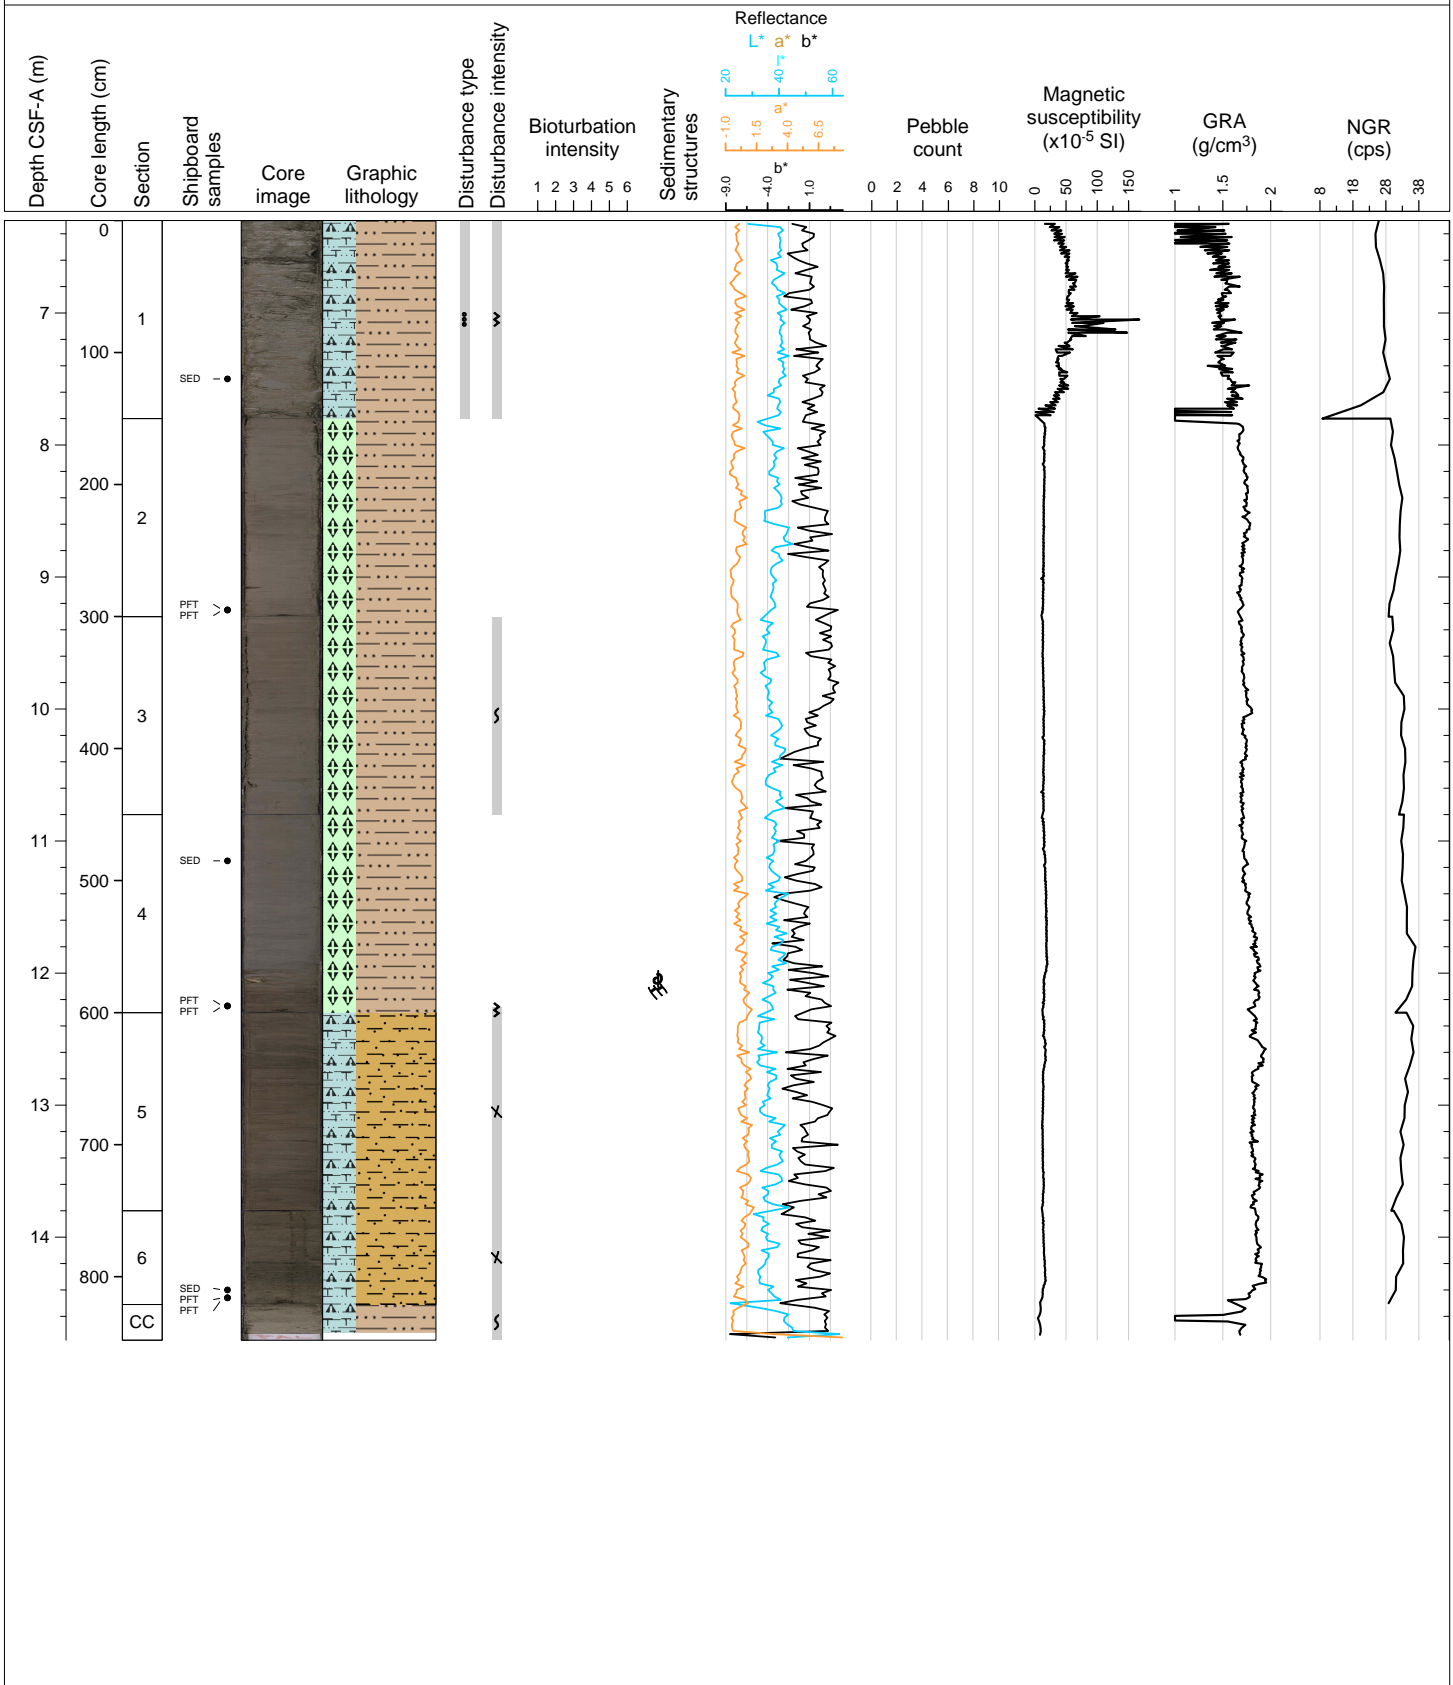 Reflectance
L* a* b*
L*
20 40 60
a*
-1.0 1.5 4.0 6.5
b*
-9.0 -4.0 1.0
Depth CSF-A (m)
Core length (cm)
Section
Shipboard
samples
Core
image
Graphic
lithology
Disturbance type
Disturbance intensity
Bioturbation
intensity
1 2 3 4 5 6
Sedimentary
structures
Pebble
count
0 2 4 6 8 10
Magnetic
susceptibility
(x10-5 SI)
0 50 100 150
GRA
(g/cm3)
1 1.5 2
NGR
(cps)
8 18 28 38
0
7
1
100
SED
8
200
2
9
PFT
PFT
300
10
3
400
11
SED
500
4
12
PFT
PFT
600
13
5
700
14
6
800
SED
PFT
PFT
CC